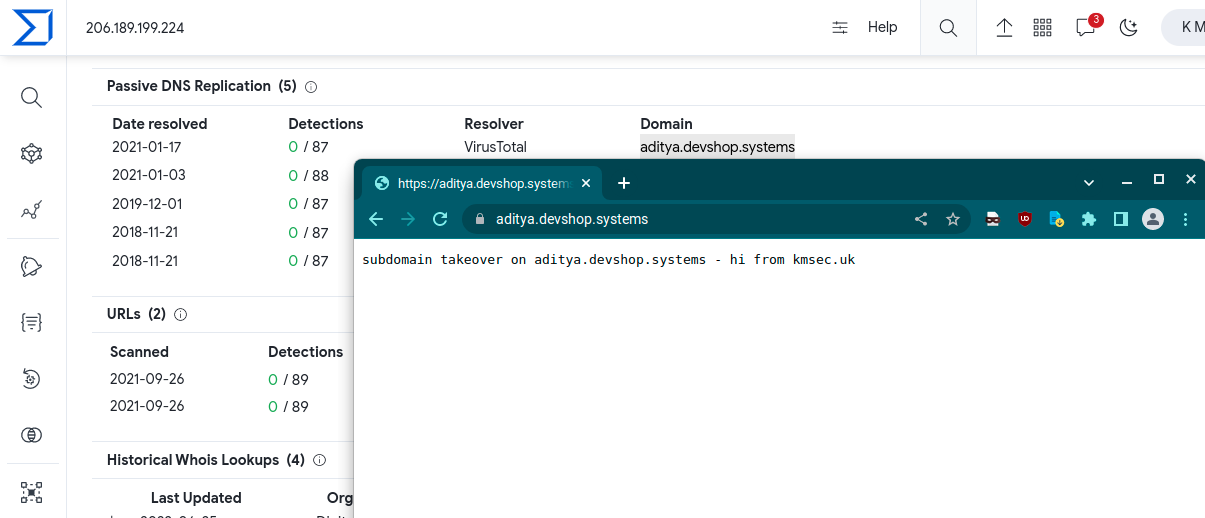 206.189.199.224
Help
3
K M
Passive DNS Replication (5)
Date resolved Detections Resolver Domain
2021-01-17 0 / 87 VirusTotal aditya.devshop.systems
2021-01-03 0 / 88
2019-12-01 0 / 87
2018-11-21 0 / 87
2018-11-21 0 / 87
URLs (2)
Scanned Detections
2021-09-26 0 / 89
2021-09-26 0 / 89
Historical Whois Lookups (4)
Last Updated Org
https://aditya.devshop.system
aditya.devshop.systems
subdomain takeover on aditya.devshop.systems - hi from kmsec.uk